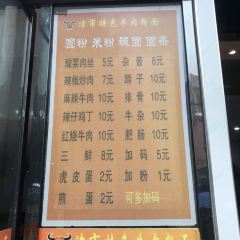 特色牛肉粉面
圆粉 米粉 碱面 面条
酸菜肉丝 5元 杂酱 8元
辣椒炒肉 7元 蹄子 10元
麻辣牛肉 10元 排骨 10元
辣仔鸡丁 10元 牛杂 10元
红烧牛肉 10元 肥肠 10元
三鲜 8元 加码 5元
虎皮蛋 2元 加粉 1元
煎蛋 2元 可多加码